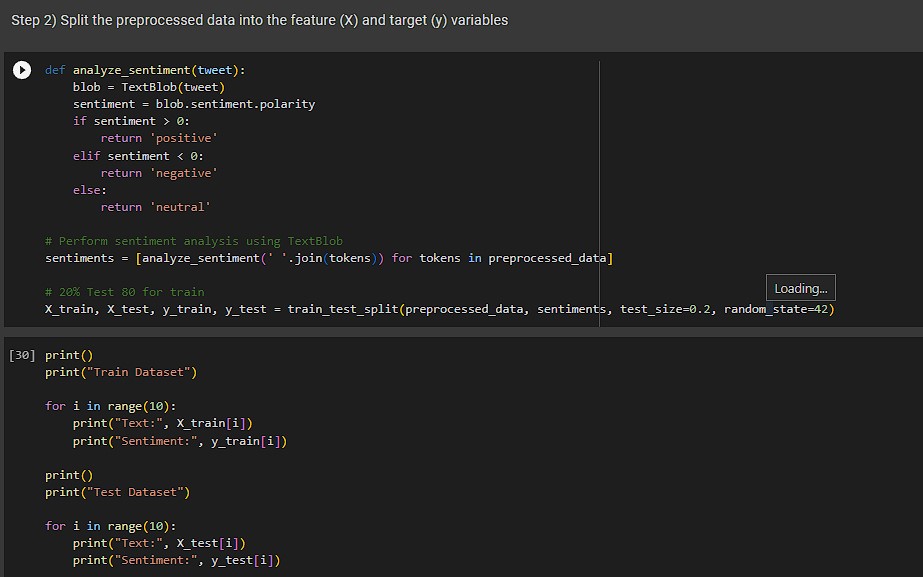 Step 2) Split the preprocessed data into the feature (X) and target (y) variables
def analyze_sentiment(tweet):
    blob = TextBlob(tweet)
    sentiment = blob.sentiment.polarity
    if sentiment > 0:
        return 'positive'
    elif sentiment < 0:
        return 'negative'
    else:
        return 'neutral'
# Perform sentiment analysis using TextBlob
sentiments = [analyze_sentiment(' '.join(tokens)) for tokens in preprocessed_data]
Loading...
# 20% Test 80 for train
X_train, X_test, y_train, y_test = train_test_split(preprocessed_data, sentiments, test_size=0.2, random_state=42)
[30] print()
print("Train Dataset")
for i in range(10):
    print("Text:", X_train[i])
    print("Sentiment:", y_train[i])
print()
print("Test Dataset")
for i in range(10):
    print("Text:", X_test[i])
    print("Sentiment:", y_test[i])